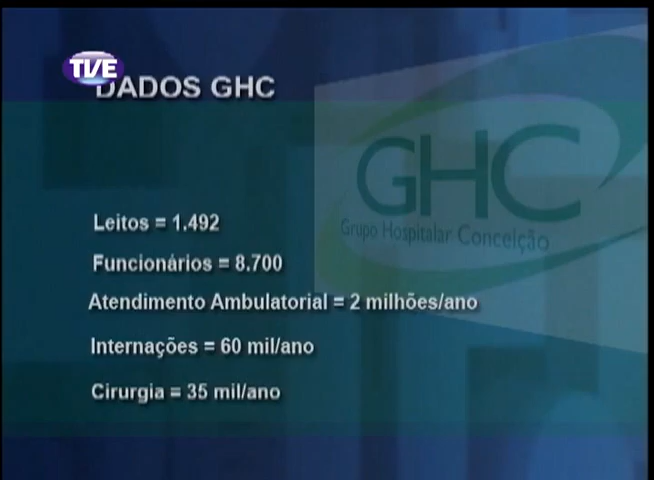 TVE
DADOS GHC
GHC
Grupo Hospitalar Conceição
Leitos = 1.492
Funcionários = 8.700
Atendimento Ambulatorial = 2 milhões/ano
Internações = 60 mil/ano
Cirurgia = 35 mil/ano